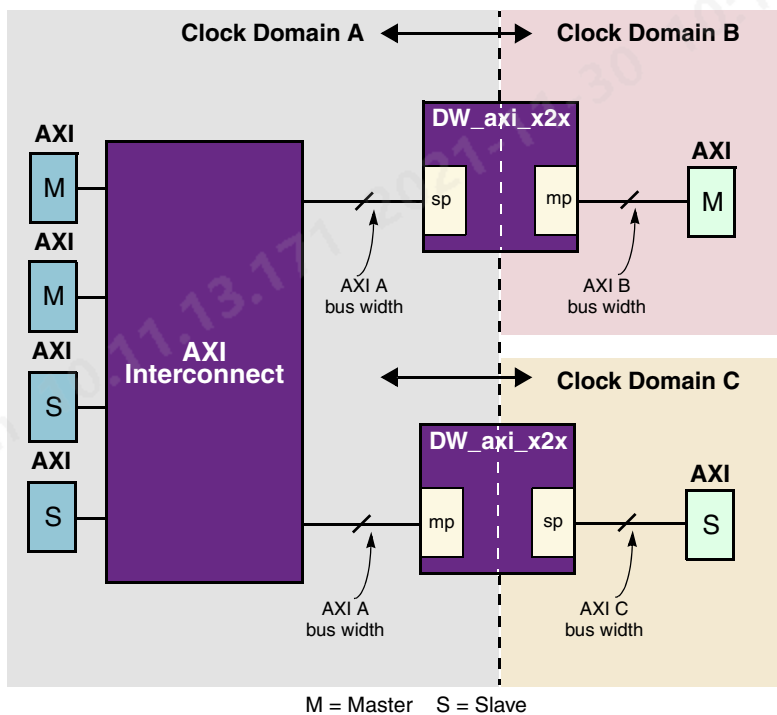 Clock Domain A
Clock Domain B
DW_axi_x2x
AXI
M
AXI
M
AXI
S
AXI
S
AXI
Interconnect
sp
mp
AXI
M
AXI A
bus width
AXI B
bus width
Clock Domain C
DW_axi_x2x
mp
sp
AXI
S
AXI A
bus width
AXI C
bus width
M = Master S = Slave